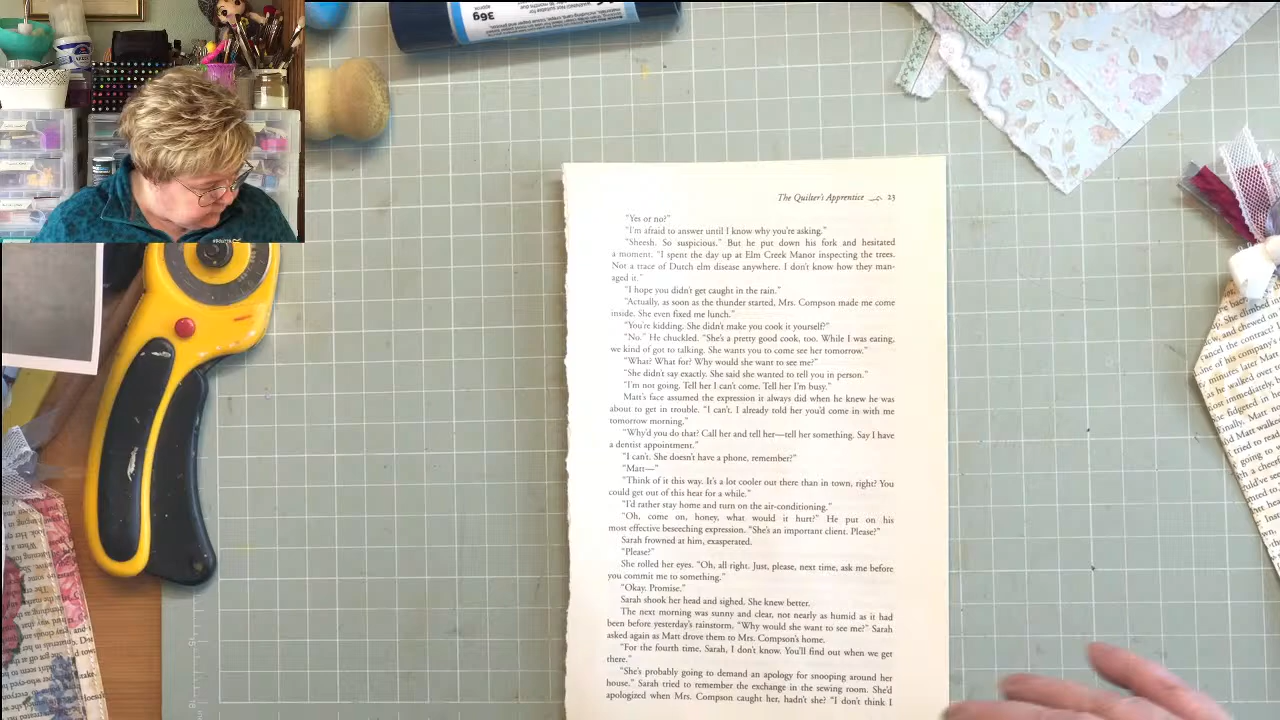 36g
The Quilter's Apprentice 23
"Yes or no?"
"I'm afraid to answer until I know why you're asking."
"Sheesh. So suspicious." But he put down his fork and hesitated
a moment. "I spent the day up at Elm Creek Manor inspecting the trees.
Not a trace of Dutch elm disease anywhere. I don't know how they man-
aged it."
"I hope you didn't get caught in the rain."
"Actually, as soon as the thunder started, Mrs. Compson made me come
inside. She even fixed me lunch."
"You're kidding. She didn't make you cook it yourself?"
"No." He chuckled. "She's a pretty good cook, too. While I was eating,
we kind of got to talking. She wants you to come see her tomorrow."
"What? What for? Why would she want to see me?"
"She didn't say exactly. She said she wanted to tell you in person."
"I'm not going. Tell her I can't come. Tell her I'm busy."
Matt's face assumed the expression it always did when he knew he was
about to get in trouble. "I can't. I already told her you'd come in with me
tomorrow morning."
"Why'd you do that? Call her and tell her—tell her something. Say I have
a dentist appointment."
"I can't. She doesn't have a phone, remember?"
"Matt—"
"Think of it this way. It's a lot cooler out there than in town, right? You
could get out of this heat for a while."
"I'd rather stay home and turn on the air-conditioning."
"Oh, come on, honey, what would it hurt?" He put on his
most effective beseeching expression. "She's an important client. Please?"
Sarah frowned at him, exasperated.
"Please?"
She rolled her eyes. "Oh, all right. Just, please, next time, ask me before
you commit me to something."
"Okay. Promise."
Sarah shook her head and sighed. She knew better.
The next morning was sunny and clear, not nearly as humid as it had
been before yesterday's rainstorm. "Why would she want to see me?" Sarah
asked again as Matt drove them to Mrs. Compson's home.
"For the fourth time, Sarah, I don't know. You'll find out when we get
there."
"She's probably going to demand an apology for snooping around her
house." Sarah tried to remember the exchange in the sewing room. She'd
apologized when Mrs. Compson caught her, hadn't she? "I don't think I